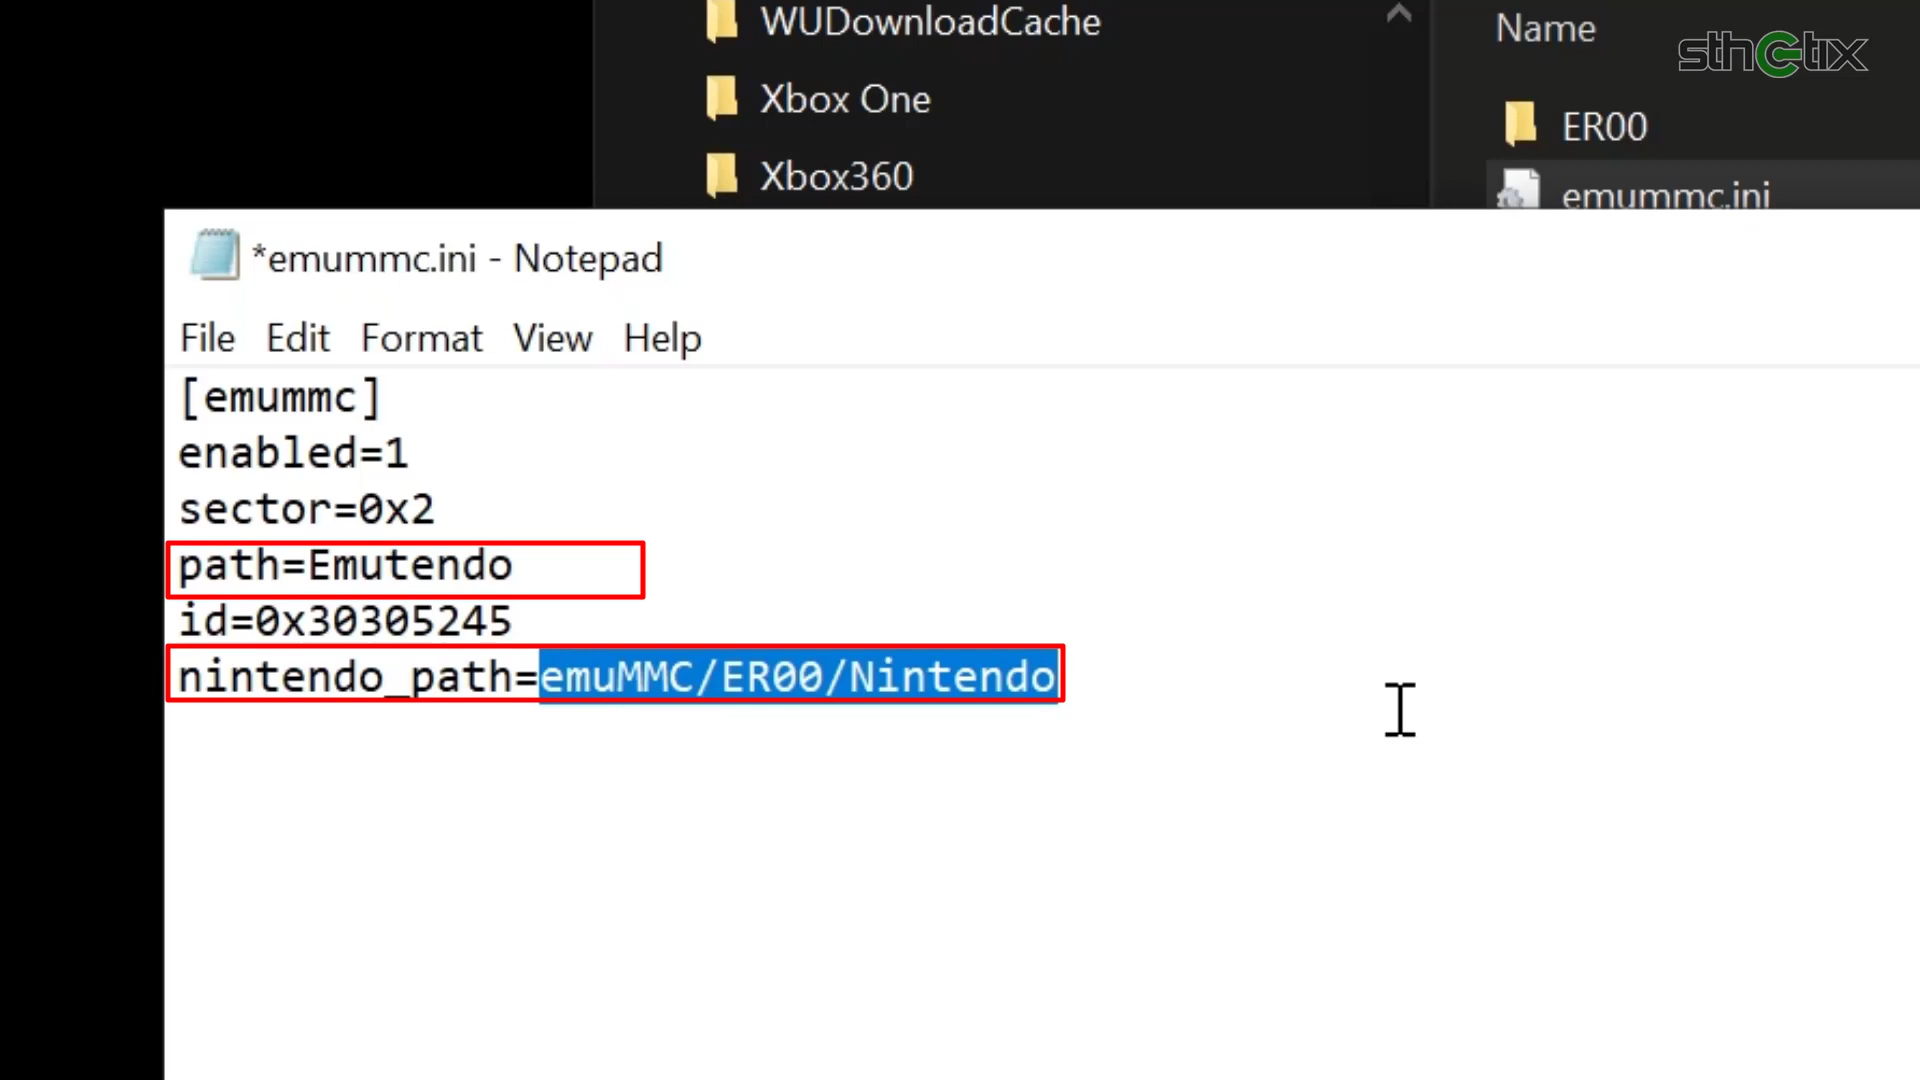 WUDownloadCache
Xbox One
Xbox360
Name
sthetix
ER00
emummc.ini
*emummc.ini - Notepad
File Edit Format View Help
[emummc]
enabled=1
sector=0x2
path=Emutendo
id=0x30305245
nintendo_path=emuMMC/ER00/Nintendo